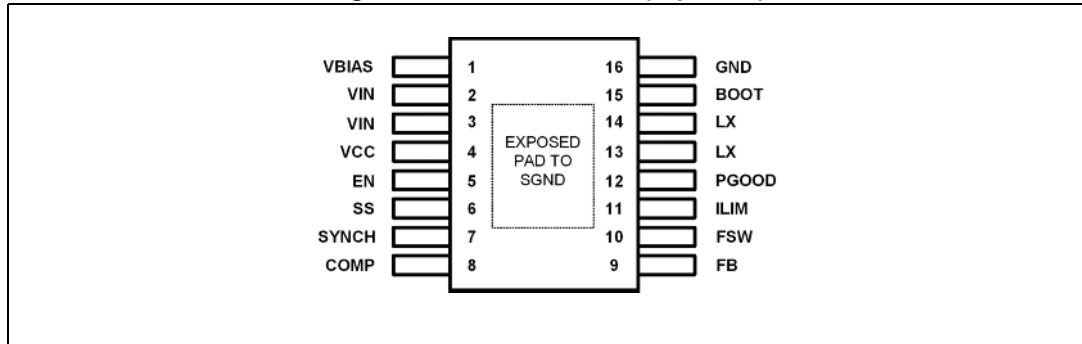 VBIAS 1 16 GND
VIN 2 15 BOOT
VIN 3 14 LX
VCC 4 13 LX
EN 5 12 PGOOD
SS 6 11 ILIM
SYNCH 7 10 FSW
COMP 8 9 FB
EXPOSED
PAD TO
SGND